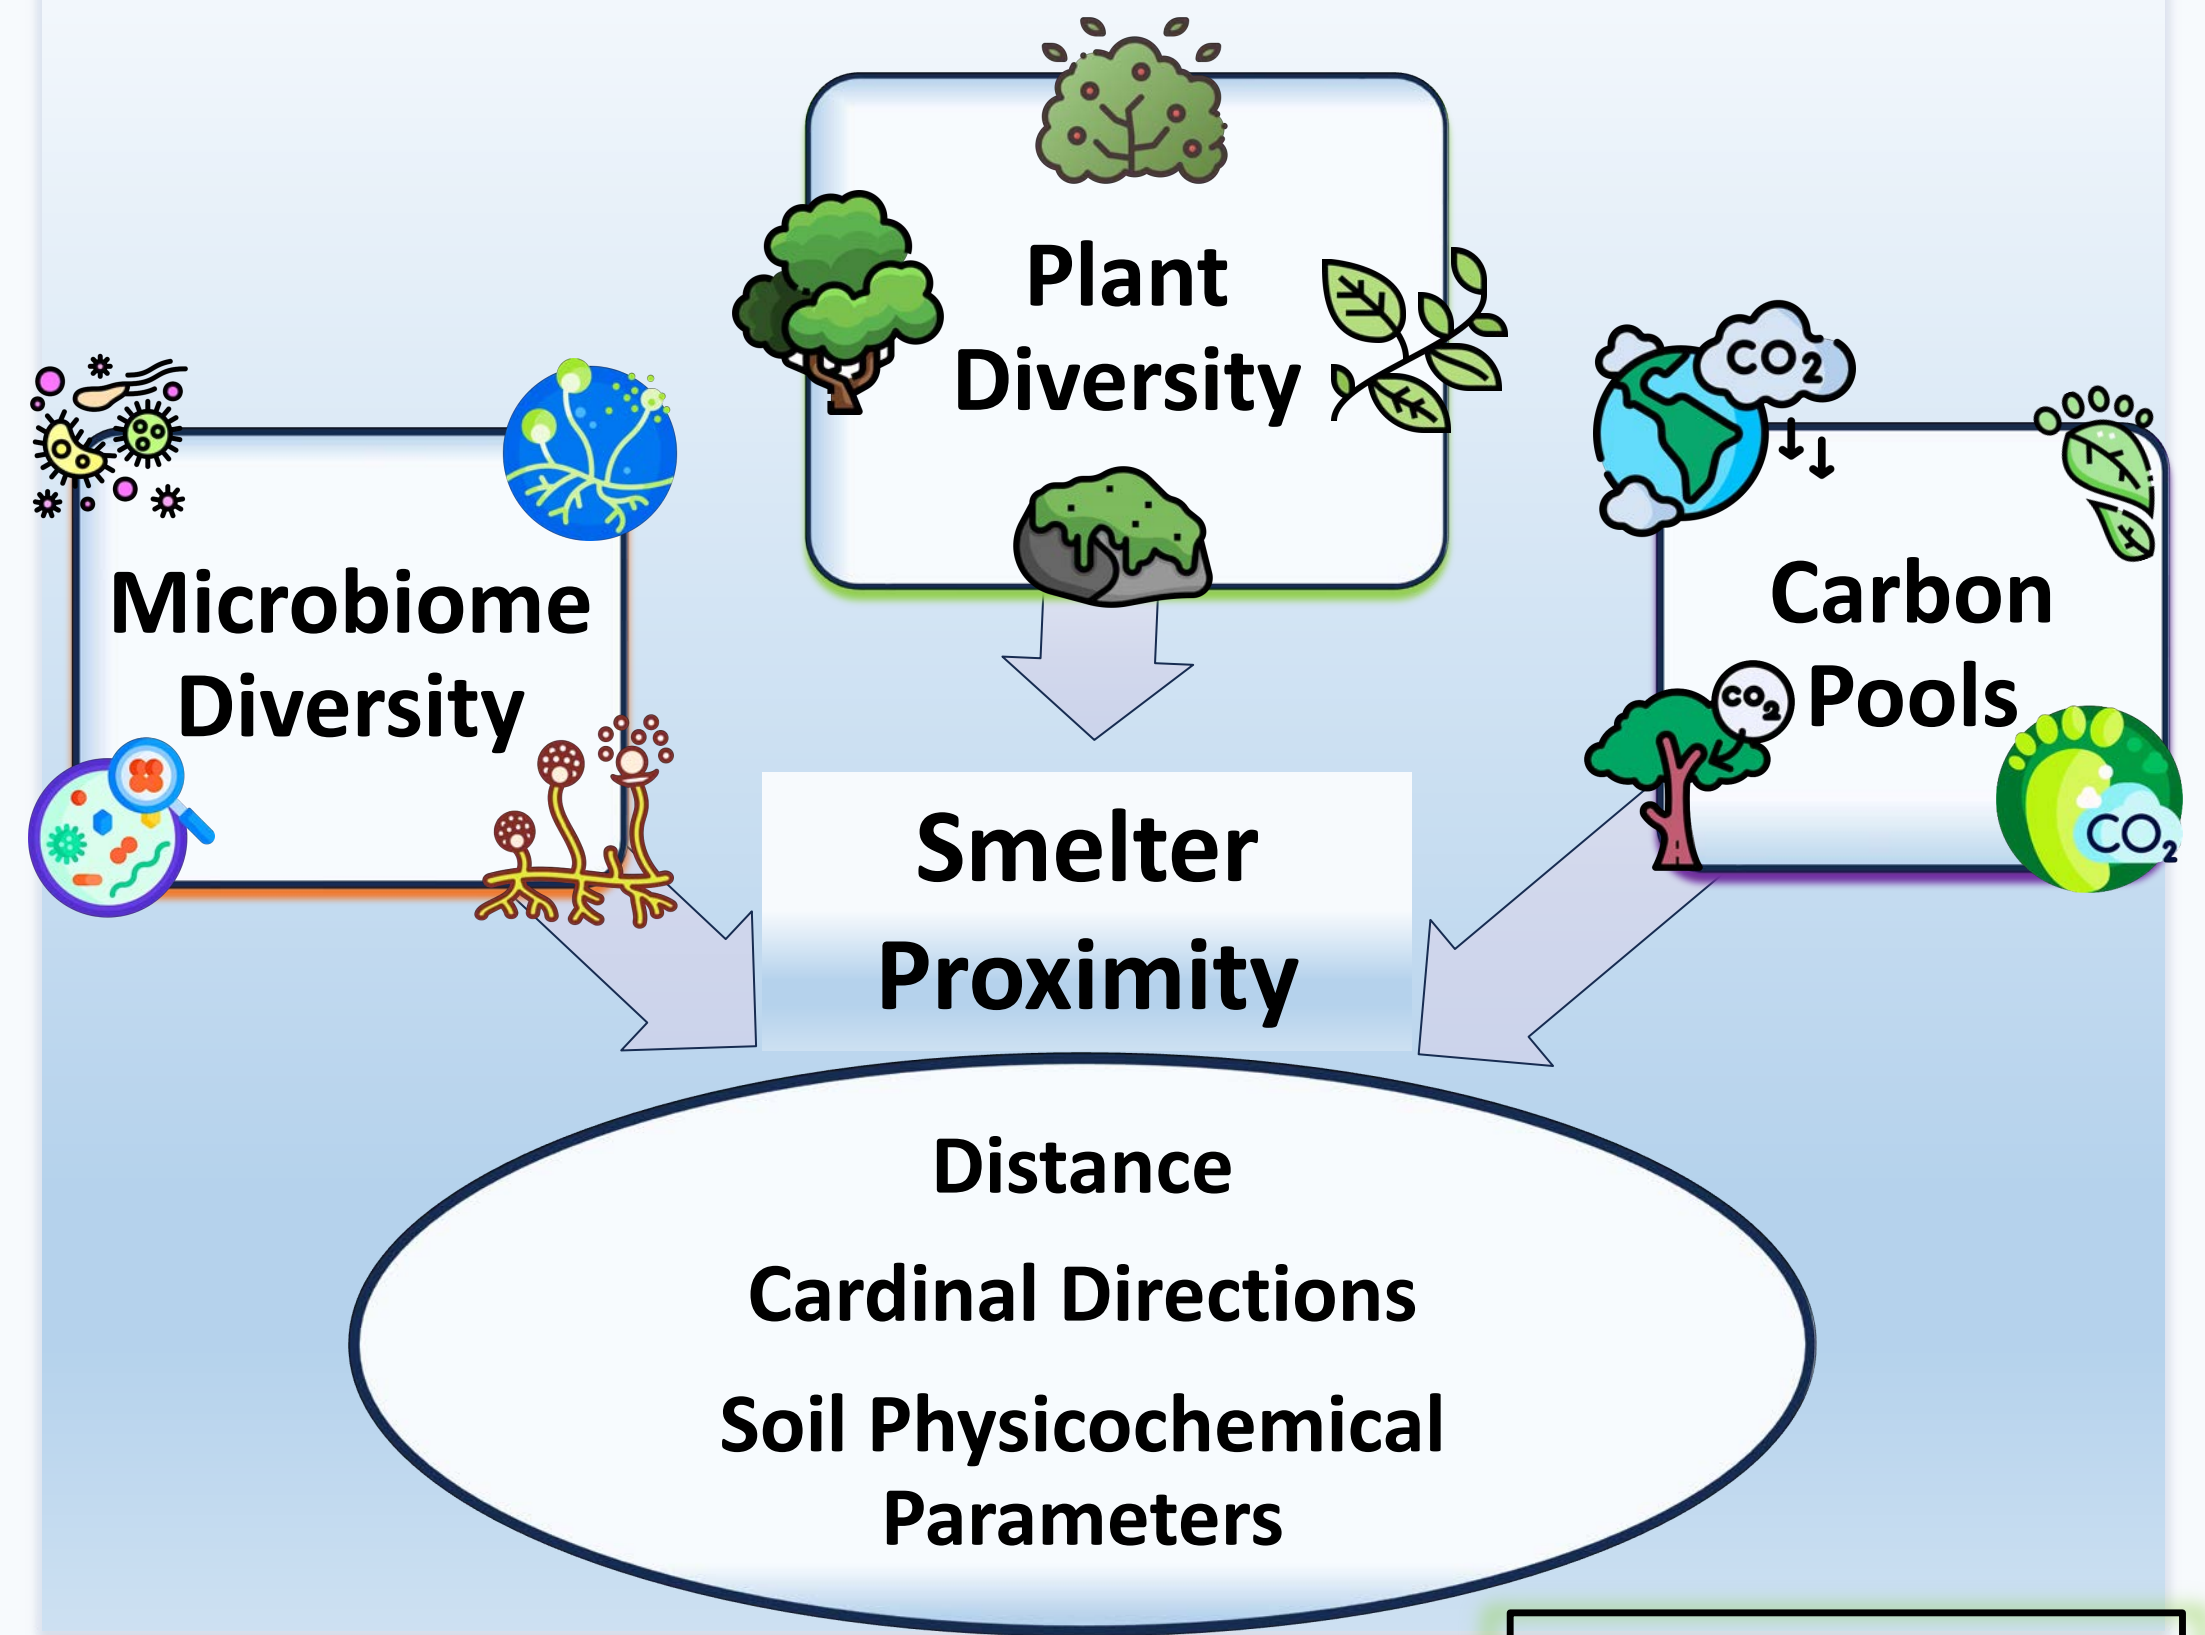 Plant
Diversity
Microbiome
Diversity
CO2
Carbon
Pools
CO2
CO2
Smelter
Proximity
Distance
Cardinal Directions
Soil Physicochemical
Parameters